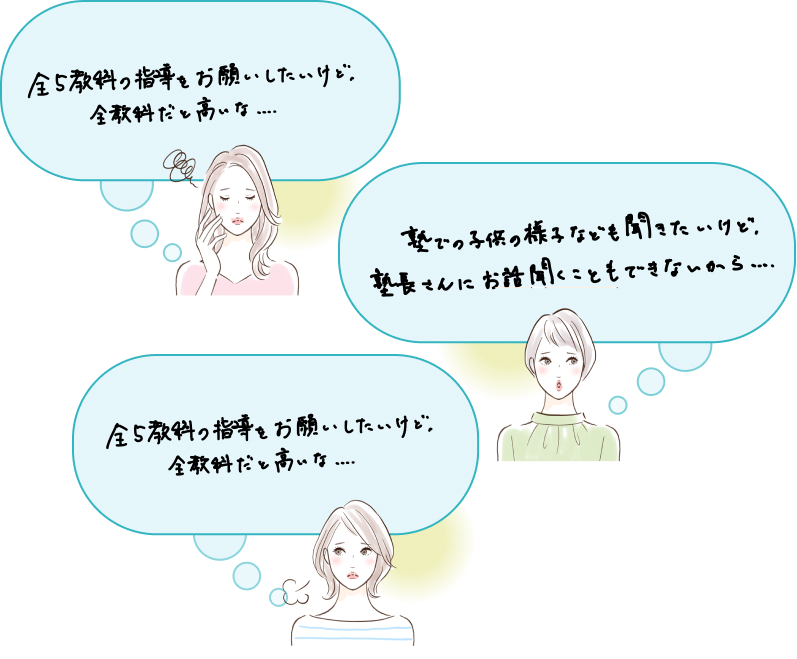 全5教科の指導をお願いしたいけど、
全教科だと高いな....
塾での子供の様子なども聞きたいけど、
塾長さんにお話聞くこともできないから....
全5教科の指導をお願いしたいけど、
全教科だと高いな....